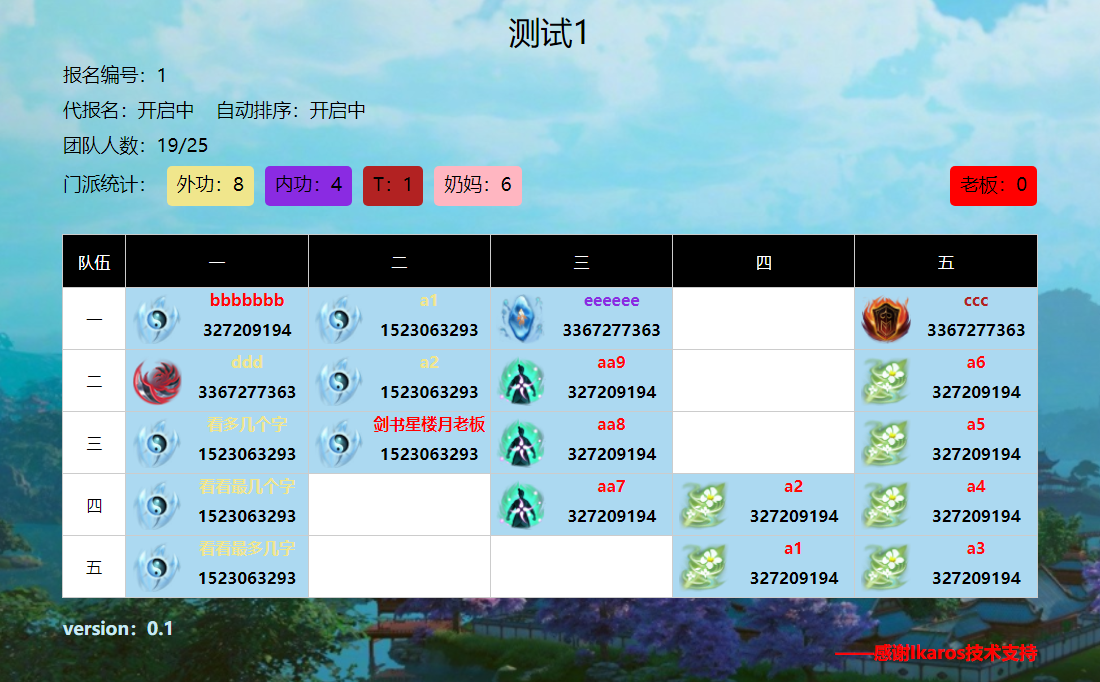 测试1
报名编号：1
代报名：开启中 自动排序：开启中
团队人数：19/25
门派统计： 外功：8 内功：4 T：1 奶妈：6 老板：0
队伍 一 二 三 四 五
一 bbbbbbb a1 eeeeee ccc
327209194 1523063293 3367277363 3367277363
二 ddd a2 aa9 a6
3367277363 1523063293 327209194 327209194
三 看多几个字 剑书星楼月老板 aa8 a5
1523063293 1523063293 327209194 327209194
四 看看最几个字 aa7 a2 a4
1523063293 327209194 327209194 327209194
五 看看最多几字 a1 a3
1523063293 327209194 327209194
version：0.1
——感谢Ikaros技术支持